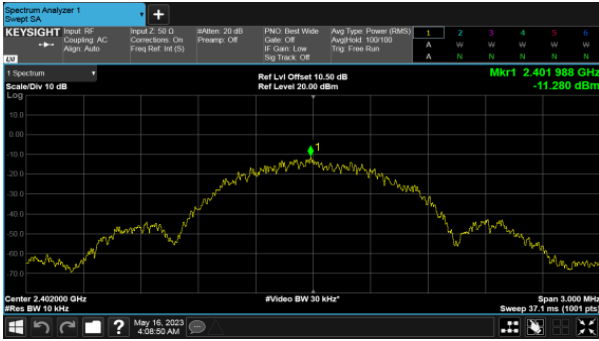 Spectrum Analyzer 1
Swept SA
+
KEYSIGHT
Input: RF
Coupling: AC
Align: Auto
Input Z: 50 Ω
Corrections: On
Freq Ref: Int (S)
#Atten: 20 dB
Preamp: Off
PNO: Best Wide
Gate: Off
IF Gain: Low
Sig Track: Off
Avg Type: Power (RMS)
Avg|Hold: 100/100
Trig: Free Run
1 2 3 4 5 6
A W W W W W
A N N N N N
LXI
1 Spectrum
Scale/Div 10 dB
Log
Ref Lvl Offset 10.50 dB
Ref Level 20.00 dBm
Mkr1 2.401 988 GHz
-11.280 dBm
10.0
0.00
-10.0
-20.0
-30.0
-40.0
-50.0
-60.0
-70.0
1
Center 2.402000 GHz
#Res BW 10 kHz
#Video BW 30 kHz*
Span 3.000 MHz
Sweep 37.1 ms (1001 pts)
?
May 16, 2023
4:08:50 AM